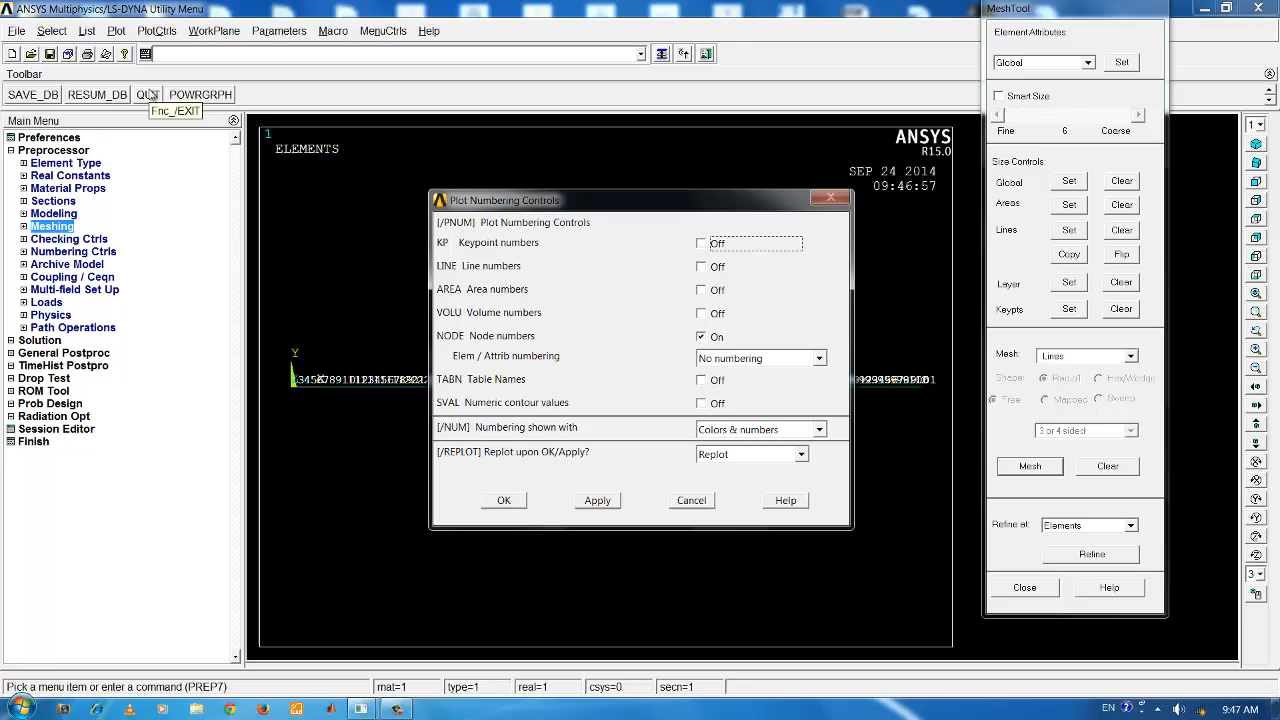 ANSYS Multiphysics/LS-DYNA Utility Menu
File Select List Plot PlotCtrls WorkPlane Parameters Macro MenuCtrls Help
Toolbar
SAVE_DB RESUM_DB POWRGRPH
Fnc_/EXIT
Main Menu
Preferences
Preprocessor
Element Type
Real Constants
Material Props
Sections
Modeling
Meshing
Checking Ctrls
Numbering Ctrls
Archive Model
Coupling / Ceqn
Multi-field Set Up
Loads
Physics
Path Operations
Solution
General Postproc
TimeHist Postpro
Drop Test
ROM Tool
Prob Design
Radiation Opt
Session Editor
Finish
1
ELEMENTS
ANSYS
R15.0
SEP 24 2014
09:46:57
Y
Plot Numbering Controls
[/PNUM] Plot Numbering Controls
KP Keypoint numbers Off
LINE Line numbers Off
AREA Area numbers Off
VOLU Volume numbers Off
NODE Node numbers On
Elem / Attrib numbering No numbering
TABN Table Names Off
SVAL Numeric contour values Off
[/NUM] Numbering shown with Colors & numbers
[/REPLOT] Replot upon OK/Apply? Replot
OK Apply Cancel Help
MeshTool
Element Attributes
Global Set
Smart Size
Fine 6 Coarse
Size Controls:
Global Set Clear
Areas Set Clear
Lines Set Clear
Copy Flip
Layer Set Clear
Keypts Set Clear
Mesh: Lines
Shape: Hex/Wedge
Free Mapped Sweep
3 or 4 sided
Mesh Clear
Refine at: Elements
Refine
Close Help
1
3
Pick a menu item or enter a command (PREP7) mat=1 type=1 real=1 csys=0 secn=1
EN 9:47 AM